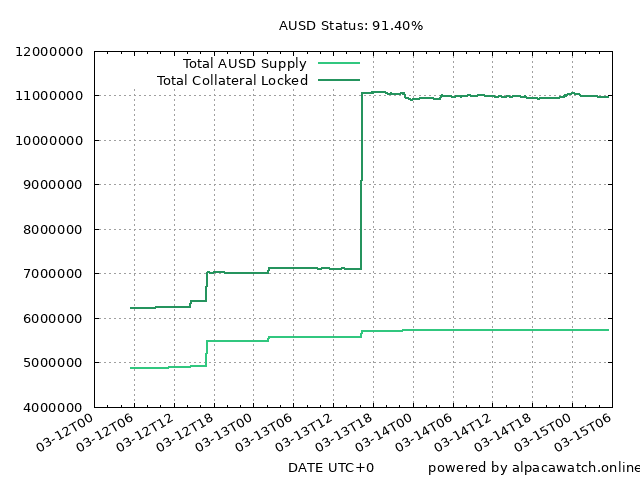 AUSD Status: 91.40%
12000000
11000000
10000000
9000000
8000000
7000000
6000000
5000000
4000000
Total AUSD Supply
Total Collateral Locked
03-12T00
03-12T06
03-12T12
03-12T18
03-13T00
03-13T06
03-13T12
03-13T18
03-14T00
03-14T06
03-14T12
03-14T18
03-15T00
03-15T06
DATE UTC+0
powered by alpacawatch.online